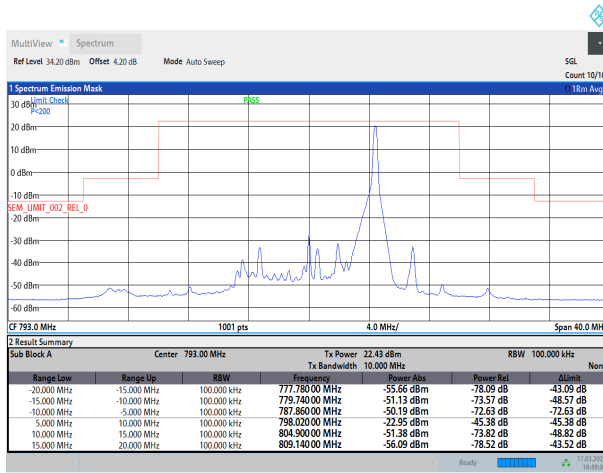 MultiView Spectrum
Ref Level 34.20 dBm Offset 4.20 dB Mode Auto Sweep SGL
Count 10/10
1 Spectrum Emission Mask 1Rm Avg
30 dBm Limit Check PASS
P<200
20 dBm
10 dBm
0 dBm
-10 dBm
SEM_LIMIT_002_REL_0
-20 dBm
-30 dBm
-40 dBm
-50 dBm
-60 dBm
CF 793.0 MHz 1001 pts 4.0 MHz/ Span 40.0 MH
2 Result Summary
Sub Block A Center 793.00 MHz Tx Power 22.43 dBm RBW 100.000 kHz
Tx Bandwidth 10.000 MHz Non
Range Low Range Up RBW Frequency Power Abs Power Rel ΔLimit
-20.000 MHz -15.000 MHz 100.000 kHz 777.78000 MHz -55.66 dBm -78.09 dB -43.09 dB
-15.000 MHz -10.000 MHz 100.000 kHz 779.74000 MHz -51.13 dBm -73.57 dB -48.57 dB
-10.000 MHz -5.000 MHz 100.000 kHz 787.86000 MHz -50.19 dBm -72.63 dB -72.63 dB
5.000 MHz 10.000 MHz 100.000 kHz 798.02000 MHz -22.95 dBm -45.38 dB -45.38 dB
10.000 MHz 15.000 MHz 100.000 kHz 804.90000 MHz -51.38 dBm -73.82 dB -48.82 dB
15.000 MHz 20.000 MHz 100.000 kHz 809.14000 MHz -56.09 dBm -78.52 dB -43.52 dB
Ready 17.03.202
18:49:0